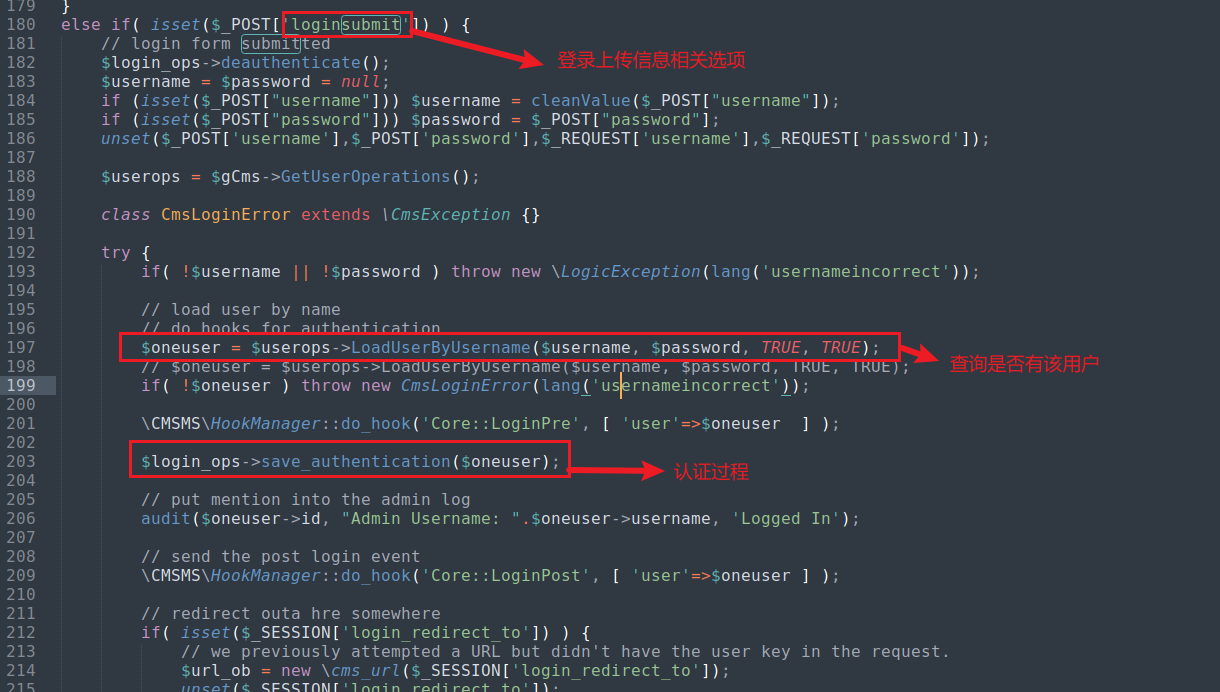 179 }
180 else if( isset($_POST['loginsubmit']) ) {
181 // login form submitted
登录上传信息相关选项
182 $login_ops->deauthenticate();
183 $username = $password = null;
184 if (isset($_POST["username"])) $username = cleanValue($_POST["username"]);
185 if (isset($_POST["password"])) $password = $_POST["password"];
186 unset($_POST['username'],$_POST['password'],$_REQUEST['username'],$_REQUEST['password']);
187
188 $userops = $gCms->GetUserOperations();
189
190 class CmsLoginError extends \CmsException {}
191
192 try {
193 if( !$username || !$password ) throw new \LogicException(lang('usernameincorrect'));
194
195 // load user by name
196 // do hooks for authentication
197 $oneuser = $userops->LoadUserByUsername($username, $password, TRUE, TRUE);
查询是否有该用户
198 // $oneuser = $userops->LoadUserByUsername($username, $password, TRUE, TRUE);
199 if( !$oneuser ) throw new CmsLoginError(lang('usernameincorrect'));
200
201 \CMSMS\HookManager::do_hook('Core::LoginPre', [ 'user'=>$oneuser  ] );
202
203 $login_ops->save_authentication($oneuser);
认证过程
204
205 // put mention into the admin log
206 audit($oneuser->id, "Admin Username: ".$oneuser->username, 'Logged In');
207
208 // send the post login event
209 \CMSMS\HookManager::do_hook('Core::LoginPost', [ 'user'=>$oneuser ] );
210
211 // redirect outa hre somewhere
212 if( isset($_SESSION['login_redirect_to']) ) {
213 // we previously attempted a URL but didn't have the user key in the request.
214 $url_ob = new \cms_url($_SESSION['login_redirect_to']);
215 unset($_SESSION['login_redirect_to']);